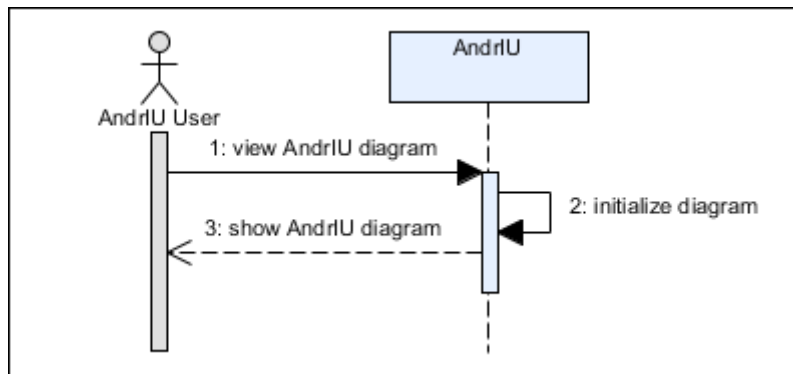 AndrIU
AndrIU User
1: view AndrIU diagram
2: initialize diagram
3: show AndrIU diagram